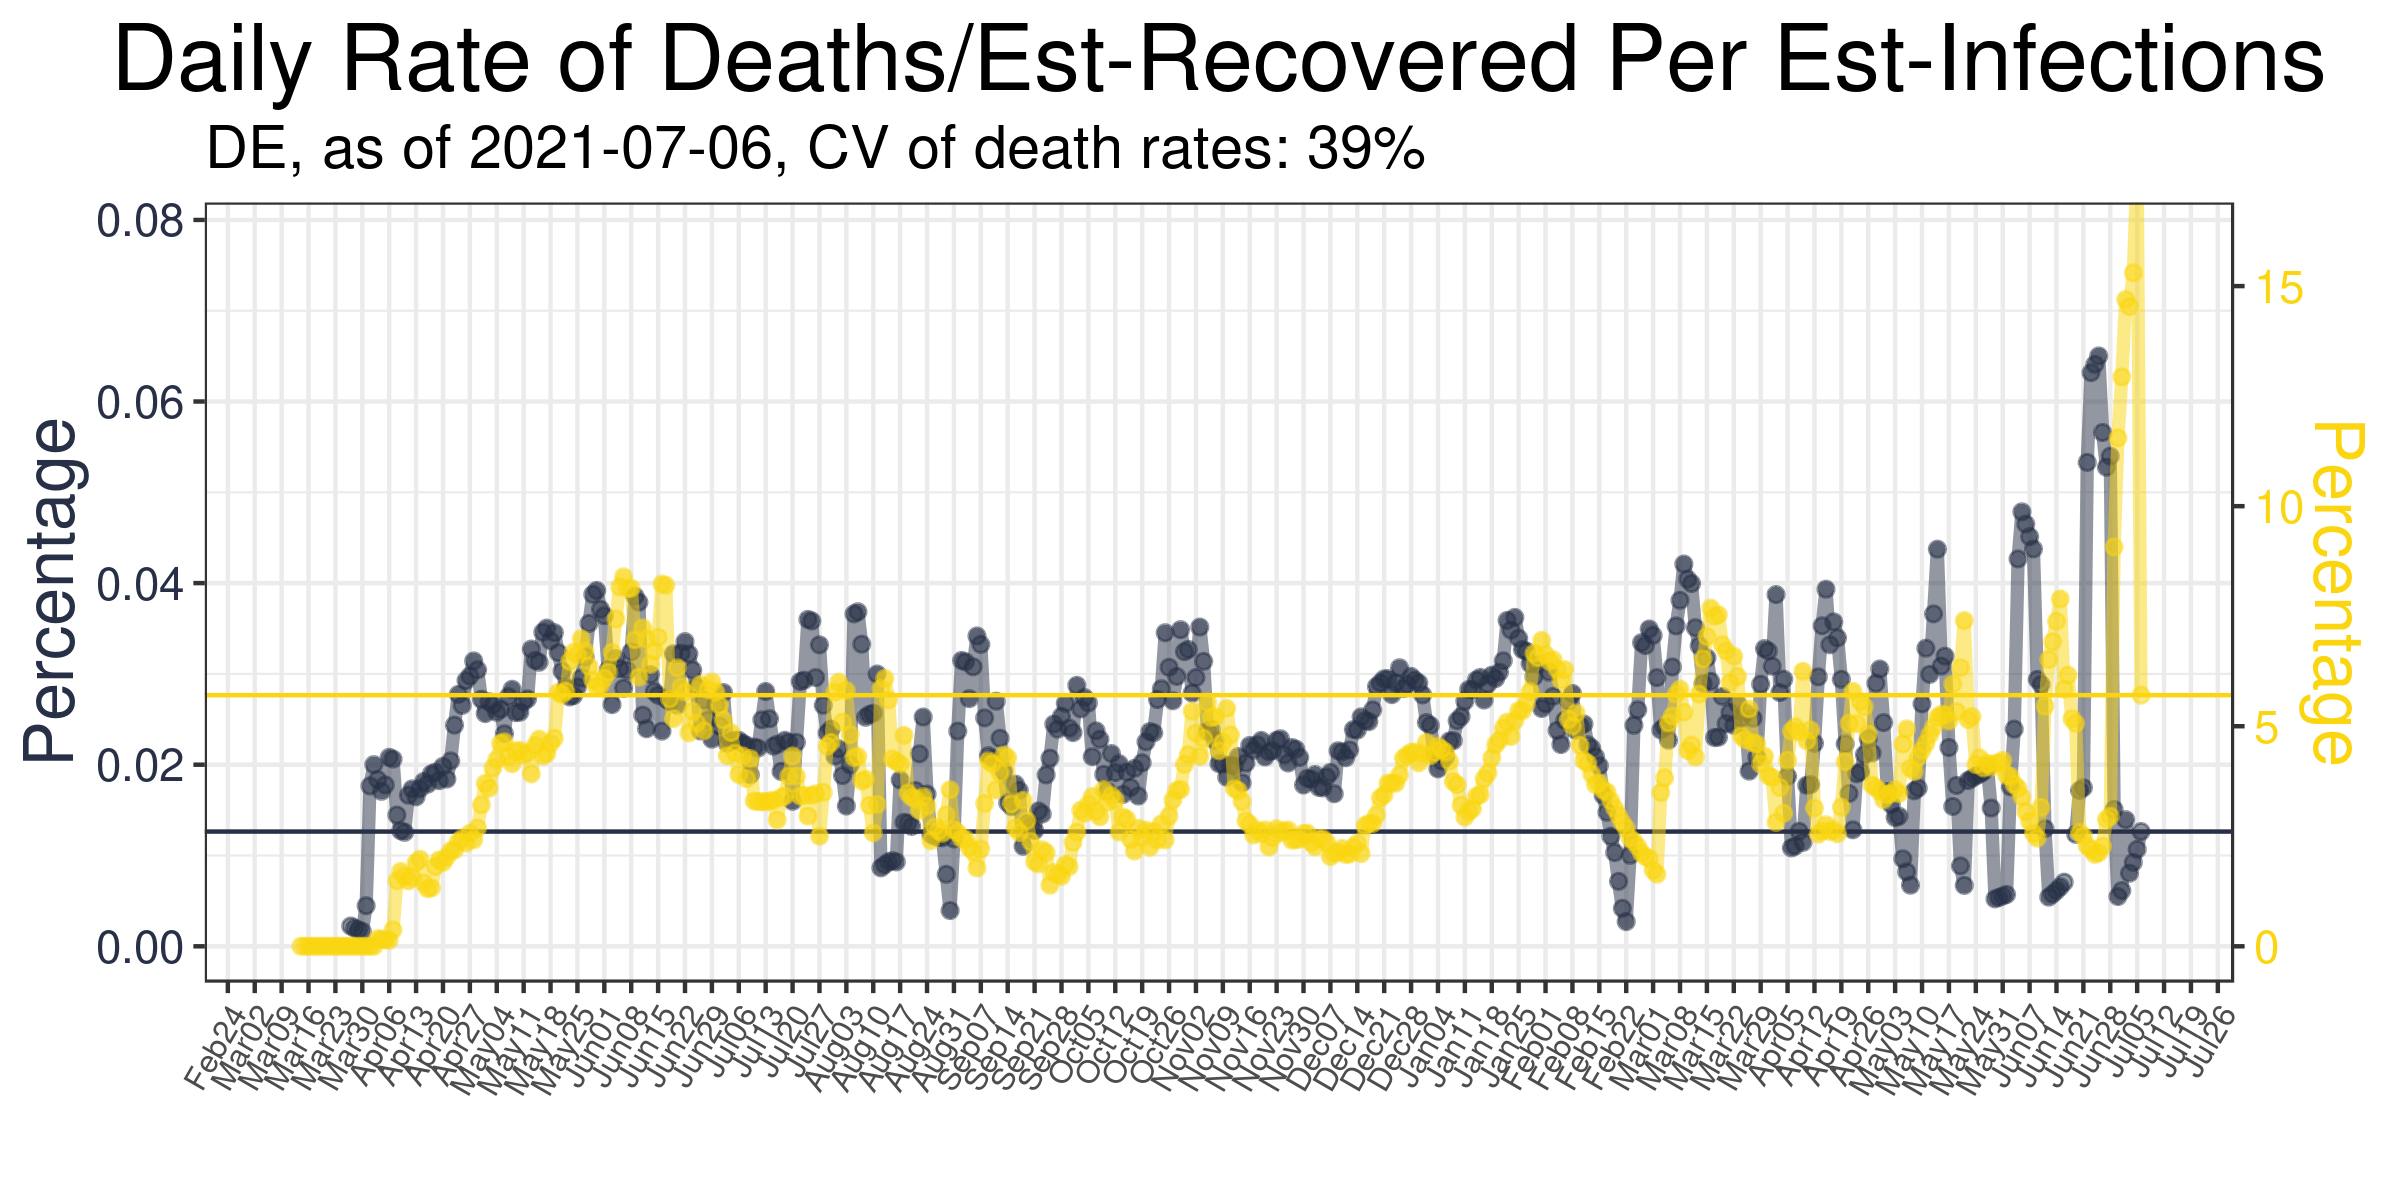 Daily Rate of Deaths/Est-Recovered Per Est-Infections
DE, as of 2021-07-06, CV of death rates: 39%
Percentage
0.08
0.06
0.04
0.02
0.00
15
10
5
0
Percentage
Feb24
Mar02
Mar09
Mar16
Mar23
Mar30
Apr06
Apr13
Apr20
Apr27
May04
May11
May18
May25
Jun01
Jun08
Jun15
Jun22
Jun29
Jul06
Jul13
Jul20
Jul27
Aug03
Aug10
Aug17
Aug24
Aug31
Sep07
Sep14
Sep21
Sep28
Oct05
Oct12
Oct19
Oct26
Nov02
Nov09
Nov16
Nov23
Nov30
Dec07
Dec14
Dec21
Dec28
Jan04
Jan11
Jan18
Jan25
Feb01
Feb08
Feb15
Feb22
Mar01
Mar08
Mar15
Mar22
Mar29
Apr05
Apr12
Apr19
Apr26
May03
May10
May17
May24
May31
Jun07
Jun14
Jun21
Jun28
Jul05
Jul12
Jul19
Jul26